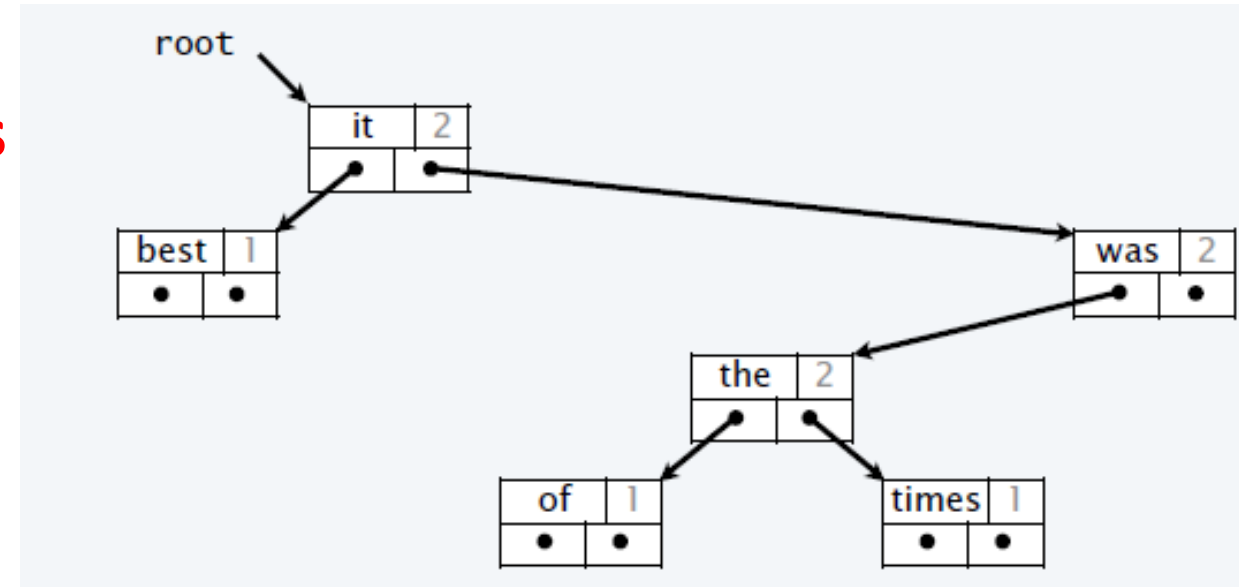 root
it 2
best 1
was 2
the 2
of 1
times 1